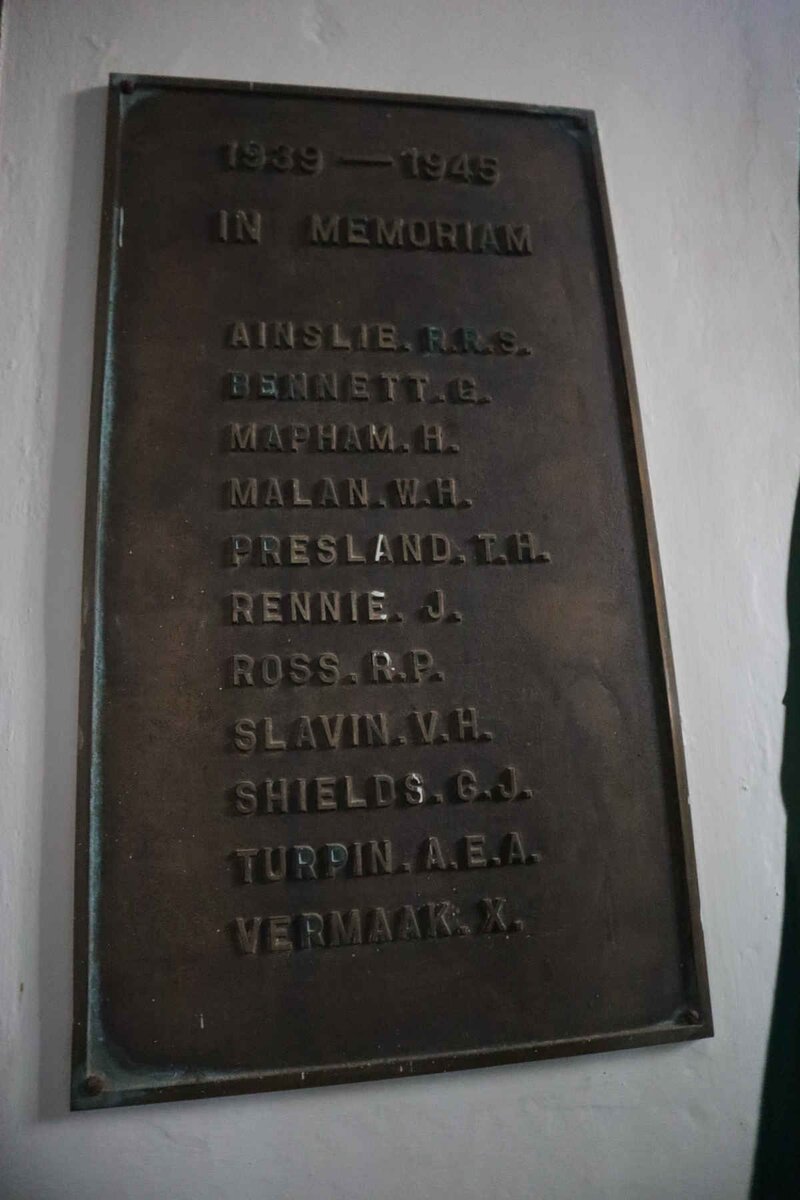 1939 — 1945
IN MEMORIAM
AINSLIE. R.R.S.
BENNETT. G.
MAPHAM. H.
MALAN. W.H.
PRESLAND. T.H.
RENNIE. J.
ROSS. R.P.
SLAVIN. V.H.
SHIELDS. G.J.
TURPIN. A.E.A.
VERMAAK. X.